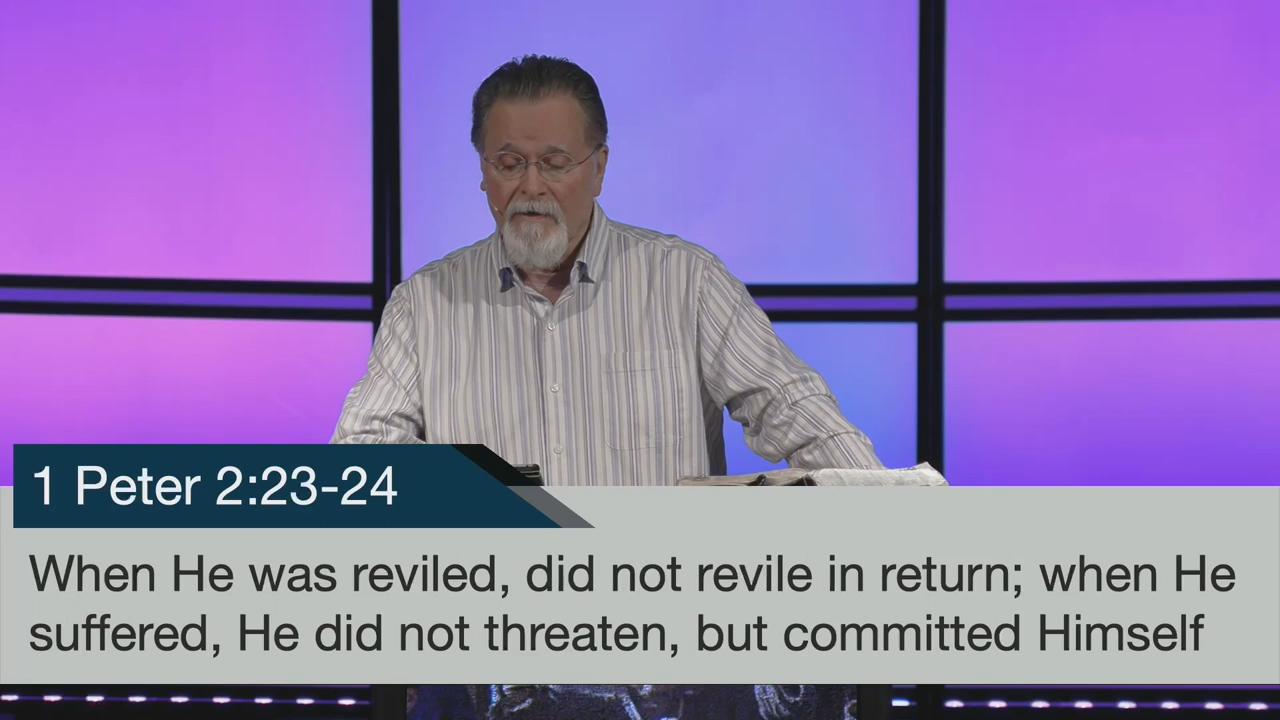 1 Peter 2:23-24
When He was reviled, did not revile in return; when He
suffered, He did not threaten, but committed Himself